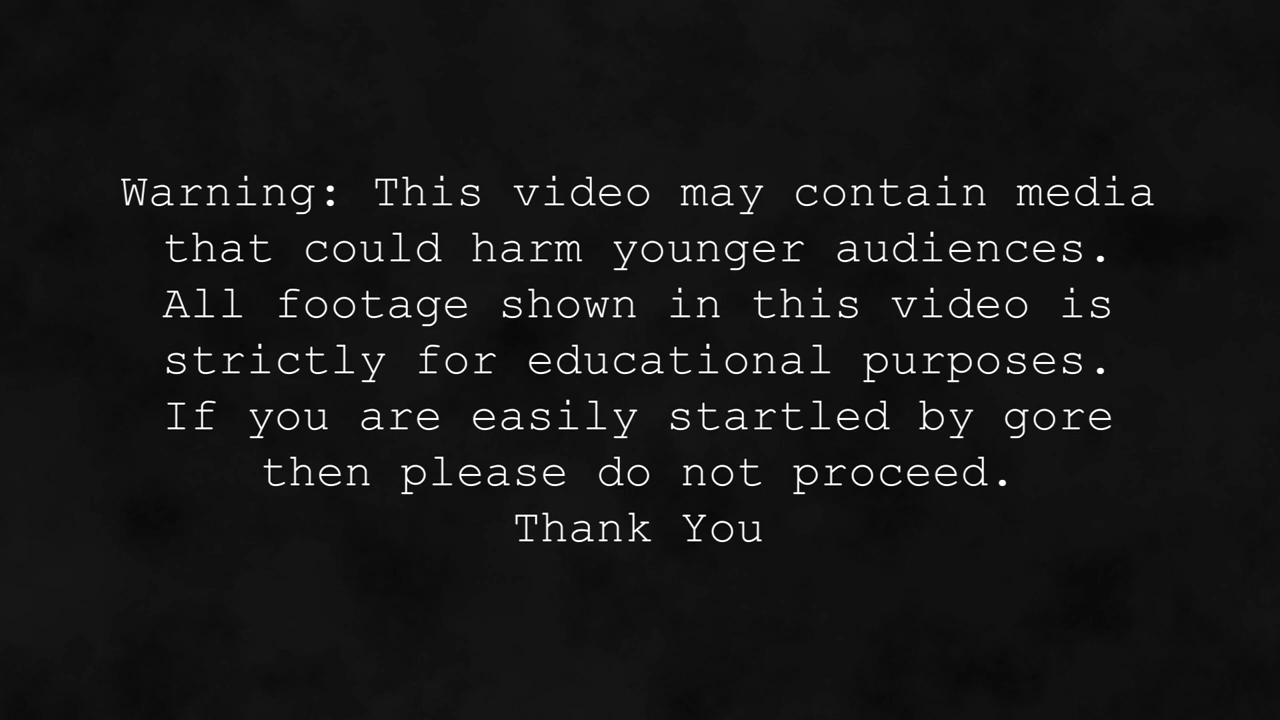 Warning: This video may contain media
that could harm younger audiences.
All footage shown in this video is
strictly for educational purposes.
If you are easily startled by gore
then please do not proceed.
Thank You